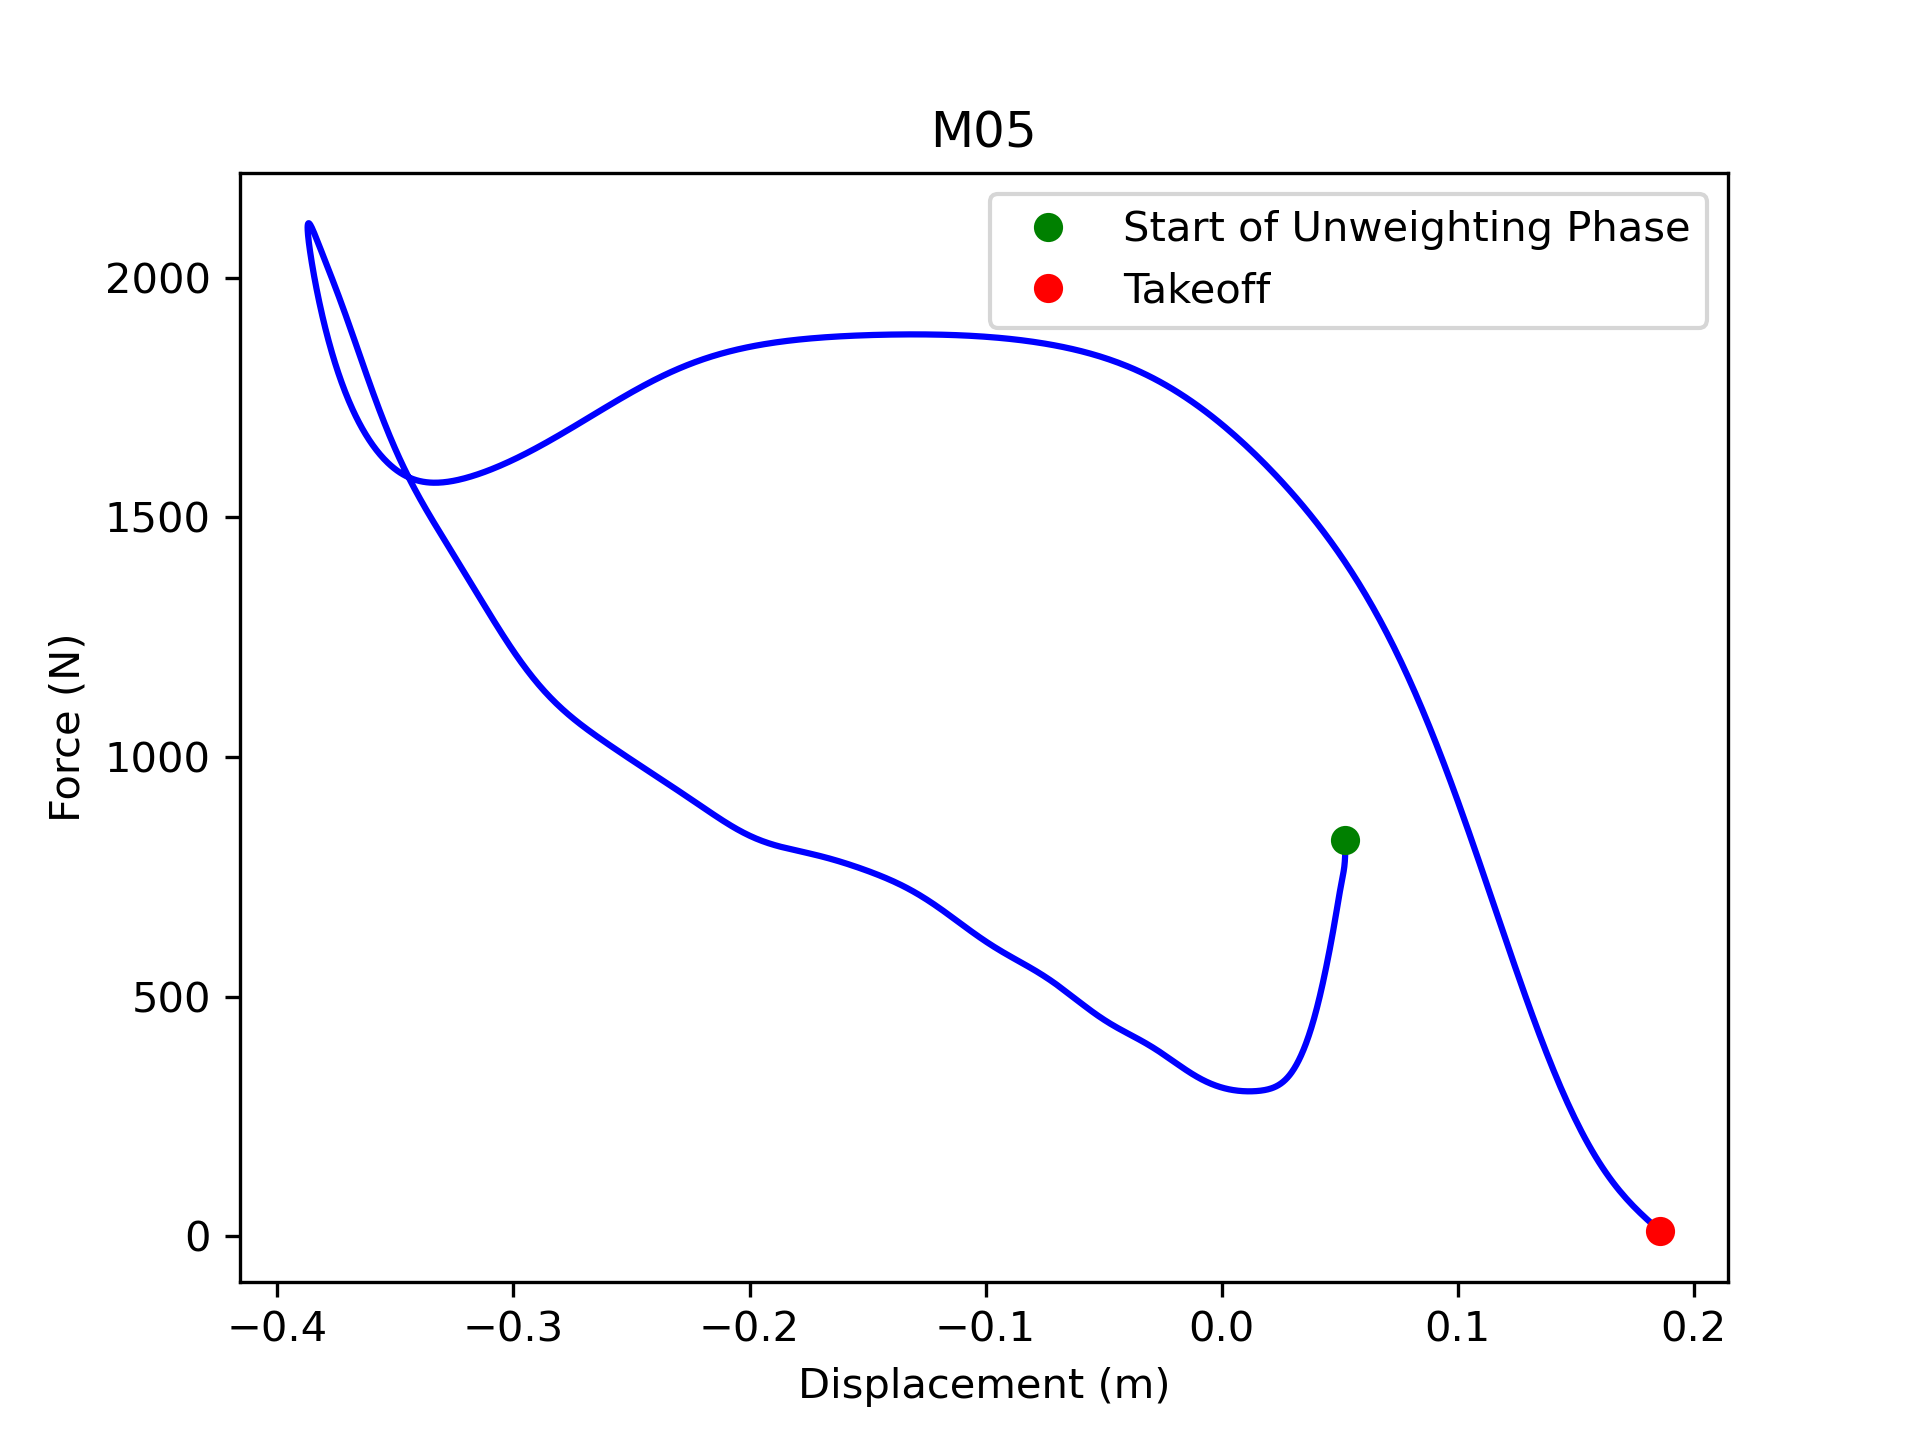 M05
Start of Unweighting Phase
Takeoff
Force (N)
2000
1500
1000
500
0
−0.4 −0.3 −0.2 −0.1 0.0 0.1 0.2
Displacement (m)